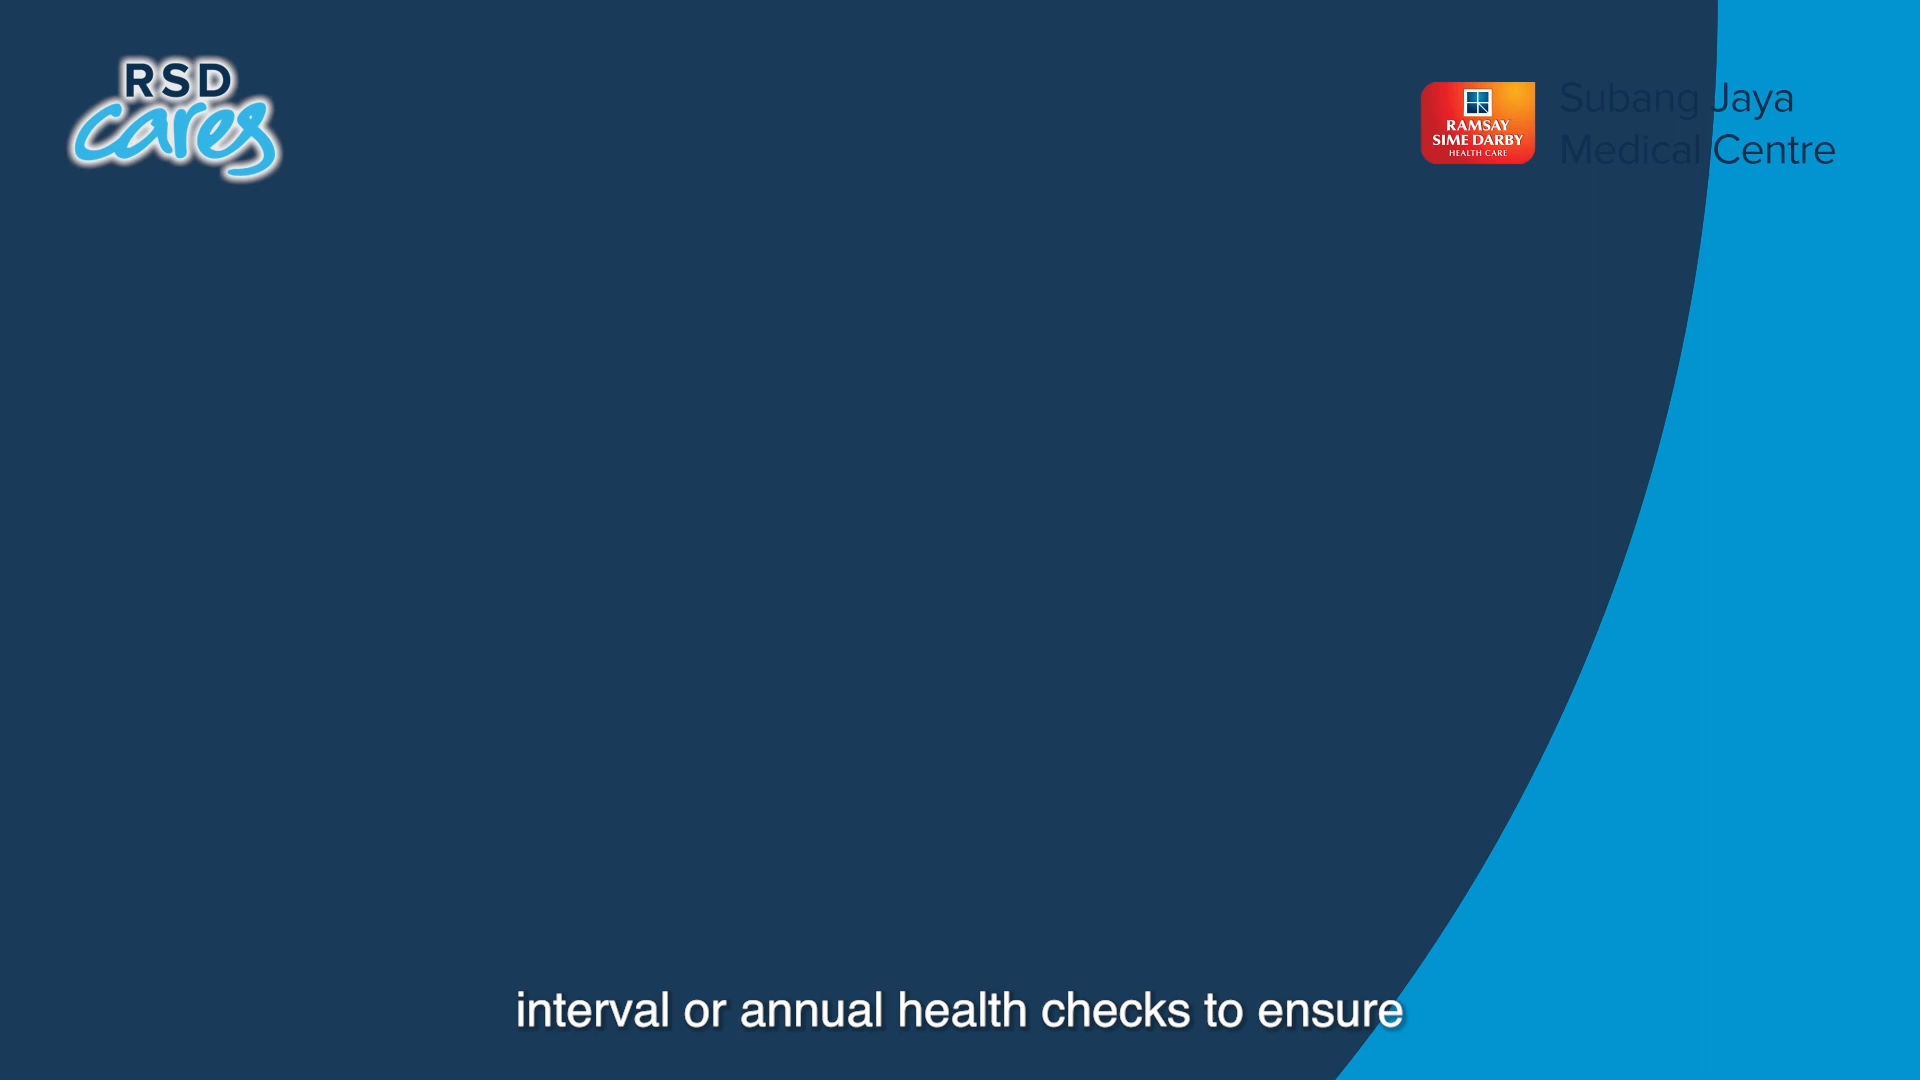 RSD
cares
RAMSAY
SIME DARBY
HEALTH CARE
Subang Jaya
Medical Centre
interval or annual health checks to ensure